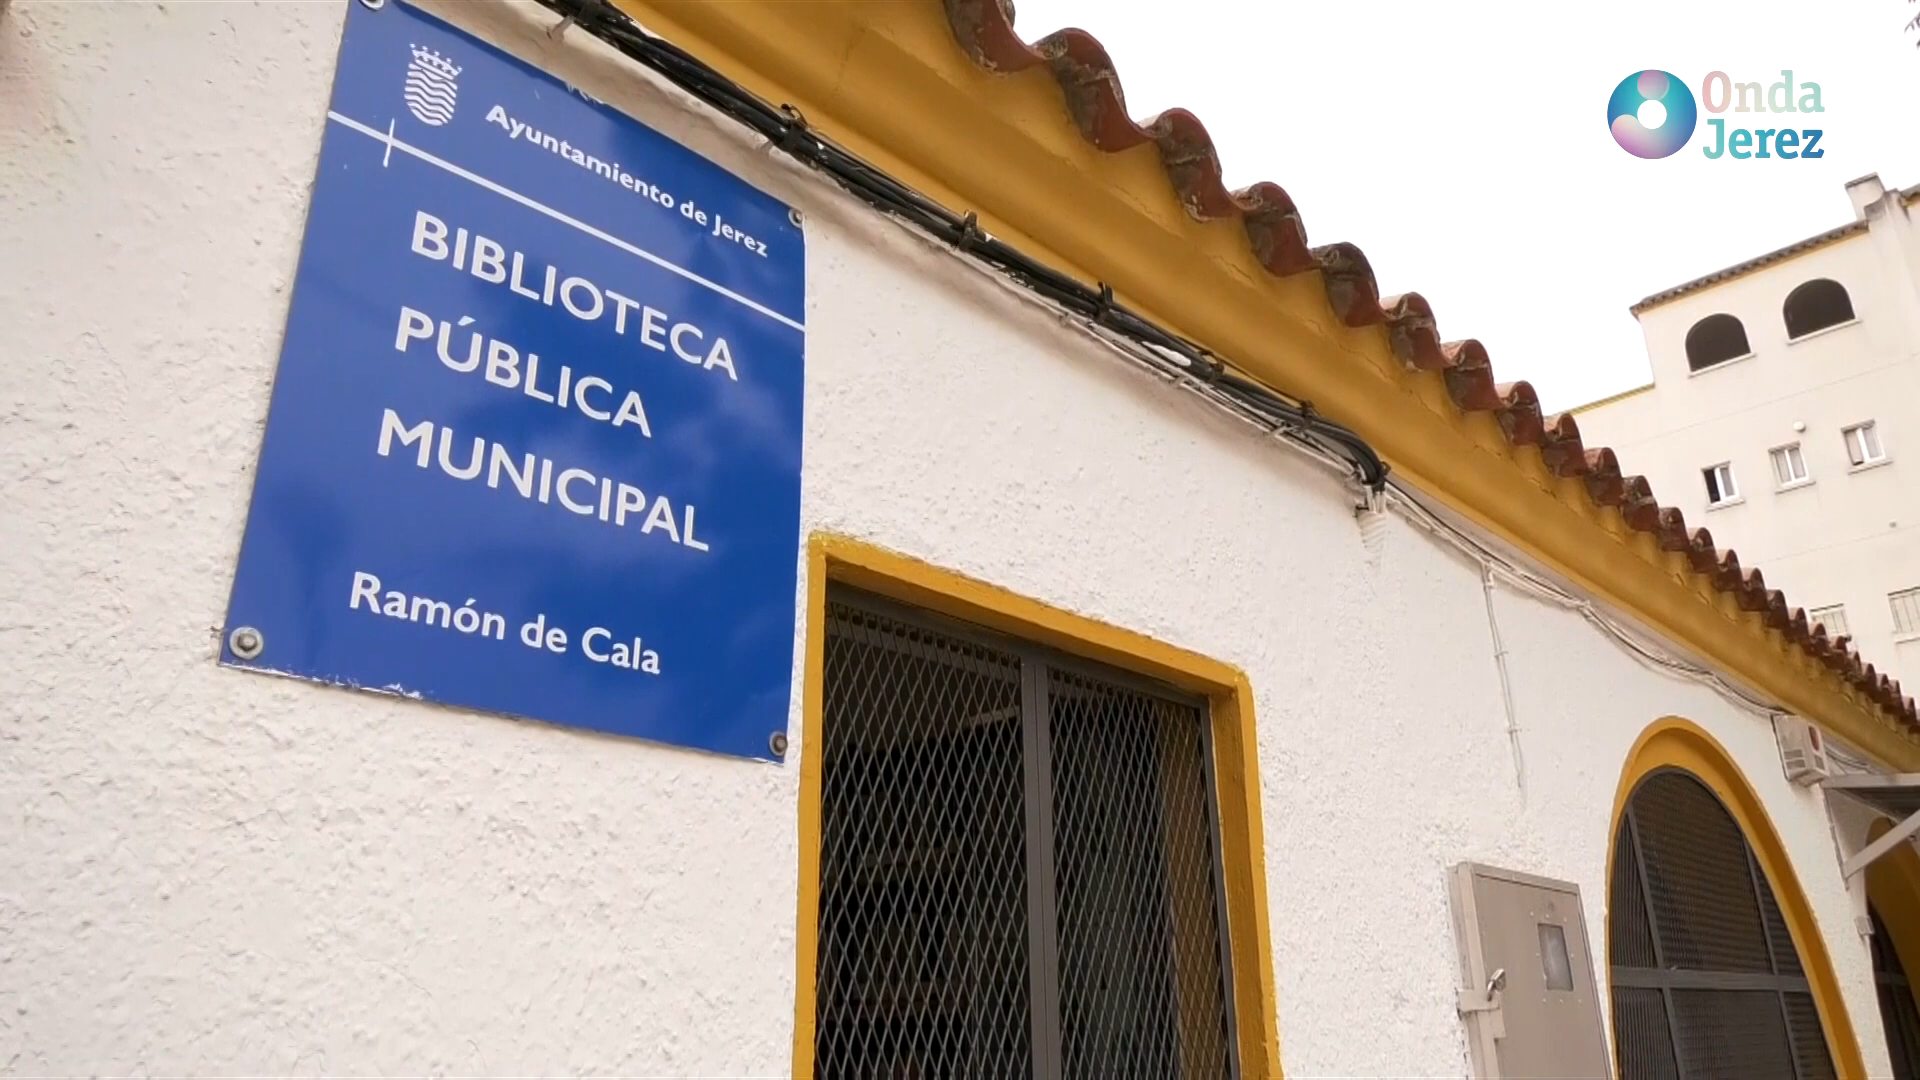 Ayuntamiento de Jerez
BIBLIOTECA
PÚBLICA
MUNICIPAL
Ramón de Cala
Onda
Jerez